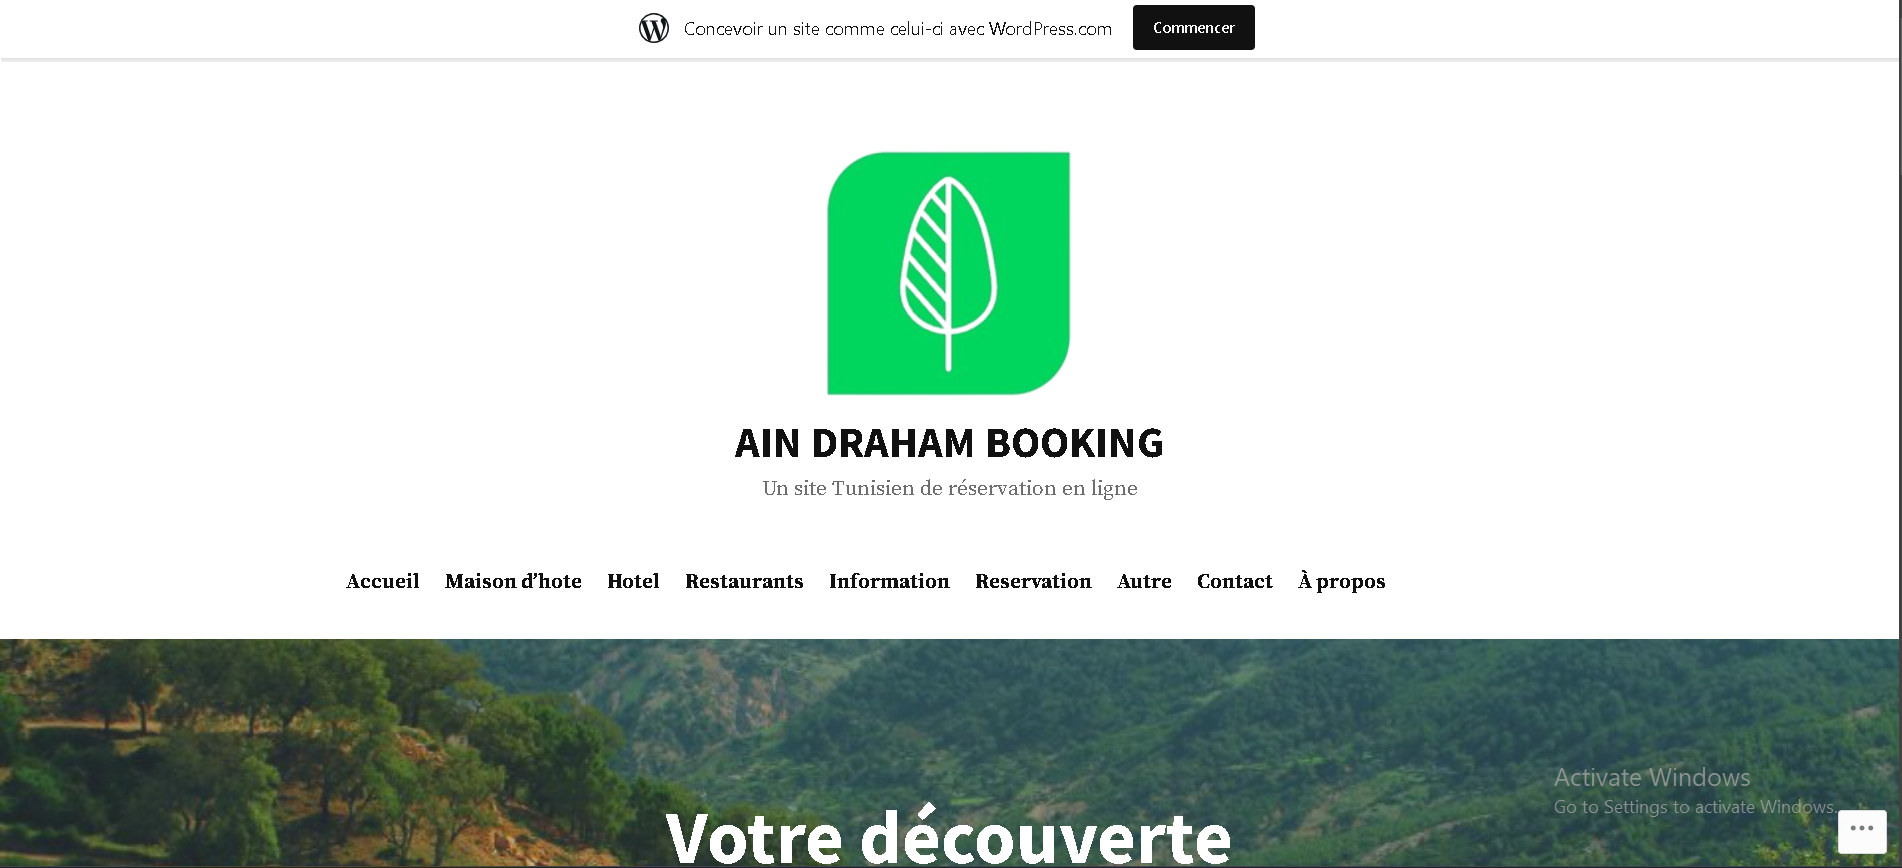 Concevoir un site comme celui-ci avec WordPress.com
Commencer
AIN DRAHAM BOOKING
Un site Tunisien de réservation en ligne
Accueil Maison d’hote Hotel Restaurants Information Reservation Autre Contact À propos
Votre découverte
Activate Windows
Go to Settings to activate Windows.